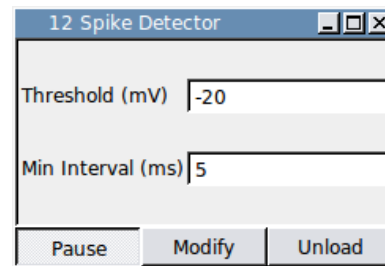 12 Spike Detector
Threshold (mV) -20
Min Interval (ms) 5
Pause Modify Unload